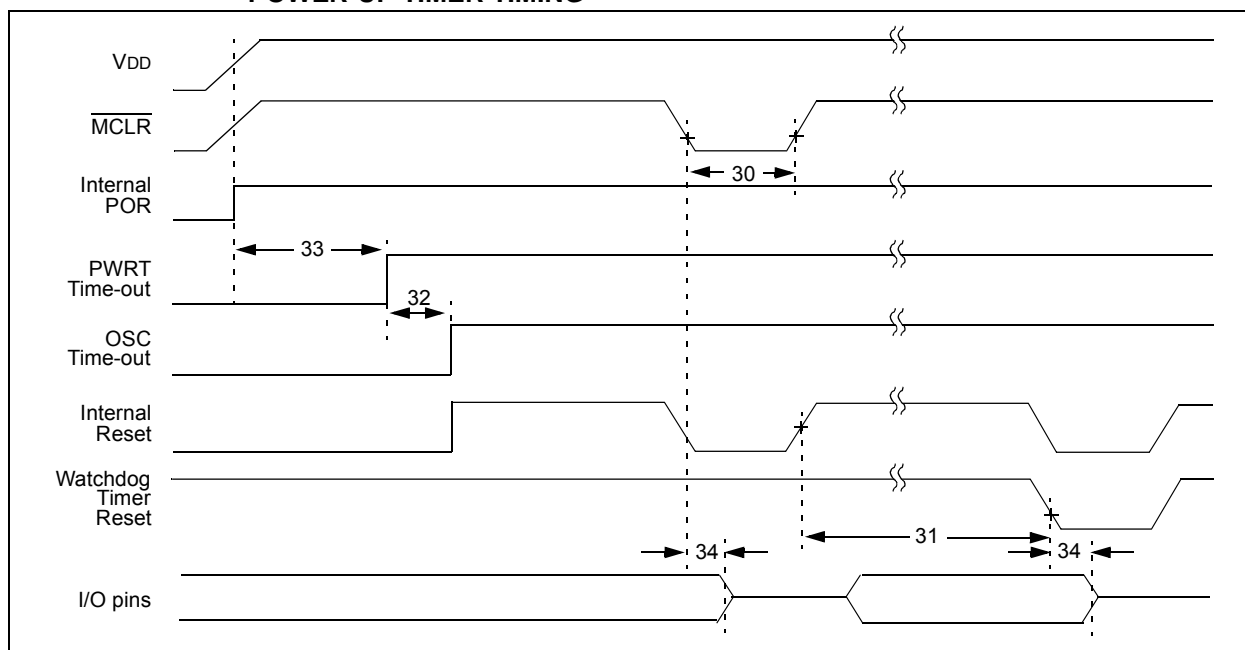 POWER-UP TIMER TIMING
VDD
MCLR
Internal
POR
30
33
PWRT
Time-out
32
OSC
Time-out
Internal
Reset
Watchdog
Timer
Reset
31
34
34
I/O pins